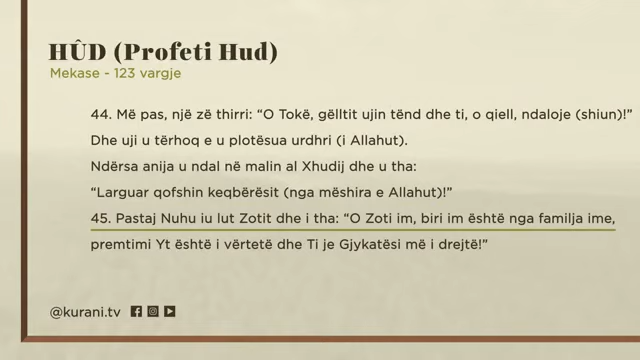 HÛD (Profeti Hud)
Mekase - 123 vargje
44. Më pas, një zë thirri: “O Tokë, gëlltit ujin tënd dhe ti, o qiell, ndaloje (shiun)!”
Dhe uji u tërhoq e u plotësua urdhri (i Allahut).
Ndërsa anija u ndal në malin al Xhudij dhe u tha:
“Larguar qofshin keqbërësit (nga mëshira e Allahut)!”
45. Pastaj Nuhu iu lut Zotit dhe i tha: “O Zoti im, biri im është nga familja ime,
premtimi Yt është i vërtetë dhe Ti je Gjykatësi më i drejtë!”
@kurani.tv